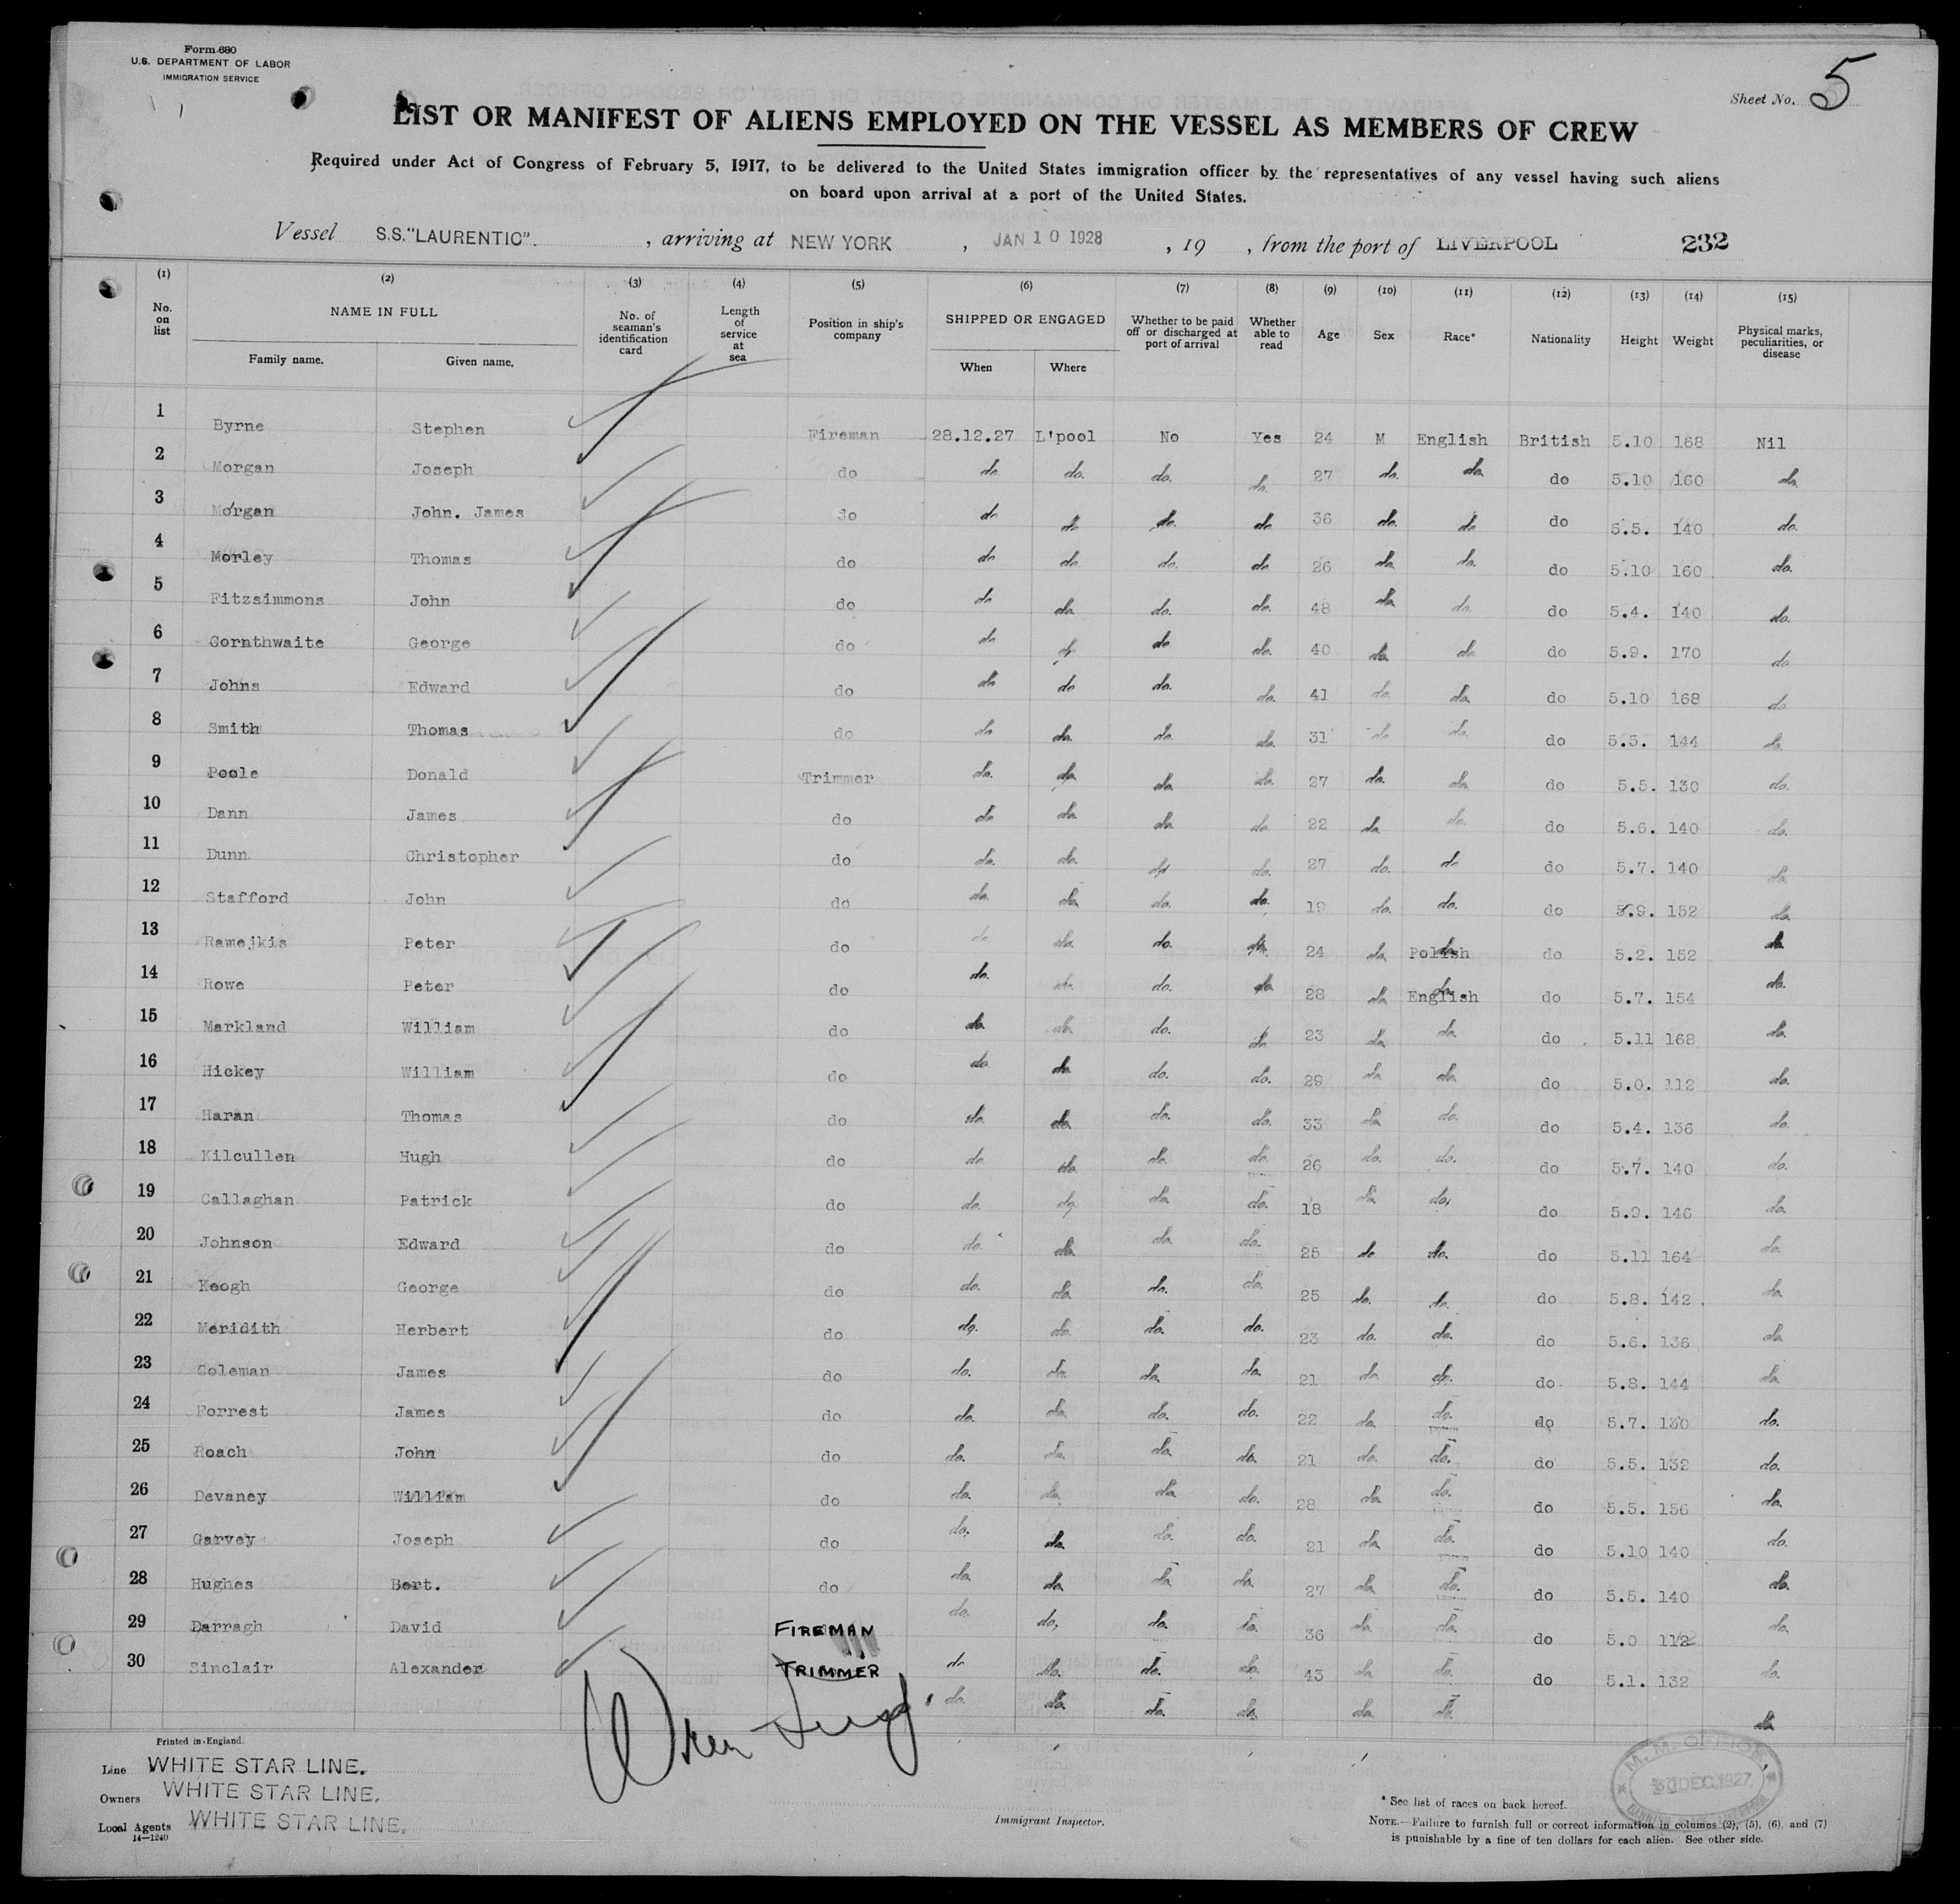 Form 680
U.S. DEPARTMENT OF LABOR
IMMIGRATION SERVICE
Sheet No. 5
LIST OR MANIFEST OF ALIENS EMPLOYED ON THE VESSEL AS MEMBERS OF CREW
Required under Act of Congress of February 5, 1917, to be delivered to the United States immigration officer by the representatives of any vessel having such aliens
on board upon arrival at a port of the United States.
Vessel S.S."LAURENTIC". , arriving at NEW YORK , JAN 10 1928 , 19 , from the port of LIVERPOOL 232
(1) (2) (3) (4) (5) (6) (7) (8) (9) (10) (11) (12) (13) (14) (15)
No. on list NAME IN FULL Family name. Given name. No. of seaman's identification card Length of service at sea Position in ship's company SHIPPED OR ENGAGED When Where Whether to be paid off or discharged at port of arrival Whether able to read Age Sex Race* Nationality Height Weight Physical marks, peculiarities, or disease
1 Byrne Stephen Fireman 28.12.27 L'pool No Yes 24 M English British 5.10 168 Nil
2 Morgan Joseph do do. do. do. do. 27 do. do. do 5.10 160 do.
3 Morgan John. James do do do do. do 36 do. do do 5.5. 140 do.
4 Morley Thomas do do do do. do 26 do. do. do 5.10 160 do.
5 Fitzsimmons John do do do. do. do. 48 do. do. do 5.4. 140 do.
6 Cornthwaite George do do do do do. 40 do. do do 5.9. 170 do
7 Johns Edward do do do do. do. 41 do do. do 5.10 168 do
8 Smith Thomas do do do. do. do. 31 do do. do 5.5. 144 do.
9 Poole Donald Trimmer do. do. do. do. 27 do. do. do 5.5. 130 do.
10 Dann James do do do. do. do 22 do. do. do 5.6. 140 do.
11 Dunn Christopher do do. do. do do. 27 do. do do 5.7. 140 do.
12 Stafford John do do. do. do. do. 19 do. do. do 5.9. 152 do.
13 Ramejkis Peter do do do. do. do. 24 do. Polish do 5.2. 152 do.
14 Rowe Peter do do. do. do. do. 28 do. English do 5.7. 154 do.
15 Markland William do do. do. do. do 23 do. do. do 5.11 168 do.
16 Hickey William do do do. do. do. 29 do. do. do 5.0. 112 do.
17 Haran Thomas do do. do. do. do. 33 do. do. do 5.4. 136 do.
18 Kilcullen Hugh do do do. do. do. 26 do. do. do 5.7. 140 do.
19 Callaghan Patrick do do. do. do. do. 18 do. do. do 5.9. 146 do.
20 Johnson Edward do do. do. do. do. 25 do do. do 5.11 164 do.
21 Keogh George do do. do. do. do. 25 do. do. do 5.8. 142 do.
22 Meridith Herbert do do. do. do. do. 23 do. do. do 5.6. 136 do.
23 Coleman James do do. do. do. do. 21 do. do. do 5.8. 144 do.
24 Forrest James do do. do. do. do. 22 do. do. do 5.7. 130 do.
25 Roach John do do. do. do. do. 21 do. do. do 5.5. 132 do.
26 Devaney William do do. do. do. do. 28 do. do. do 5.5. 156 do.
27 Garvey Joseph do do. do. do. do. 21 do. do. do 5.10 140 do.
28 Hughes Bert. do do. do. do. do. 27 do. do. do 5.5. 140 do.
29 Darragh David FIREMAN do. do. do. do. 36 do. do. do 5.0 112 do.
30 Sinclair Alexander TRIMMER do do. do. do. 43 do. do. do 5.1. 132 do.
do. do. do. do. do. do. do.
Printed in England.
Line WHITE STAR LINE.
Owners WHITE STAR LINE.
Local Agents WHITE STAR LINE.
14—1240
Immigrant Inspector.
M. M. OFFICE
30 DEC 1927
* See list of races on back hereof.
NOTE.—Failure to furnish full or correct information in columns (2), (5), (6), and (7)
is punishable by a fine of ten dollars for each alien. See other side.